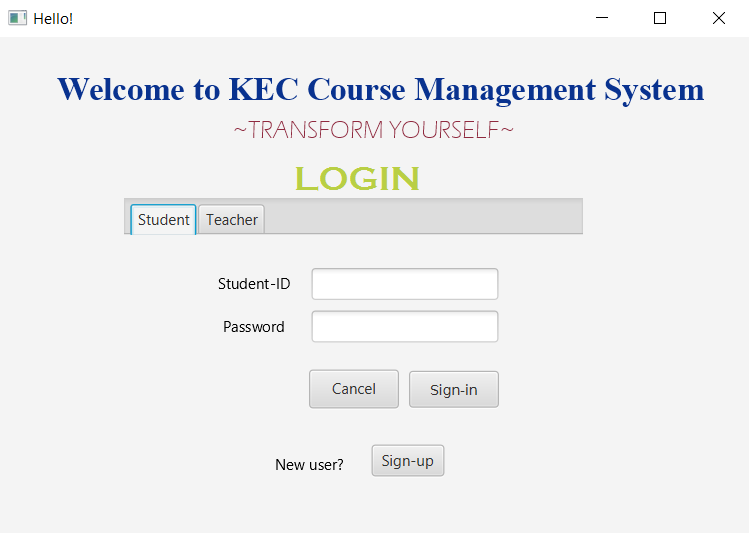 Hello!
Welcome to KEC Course Management System
~TRANSFORM YOURSELF~
LOGIN
Student Teacher
Student-ID
Password
Cancel Sign-in
New user? Sign-up